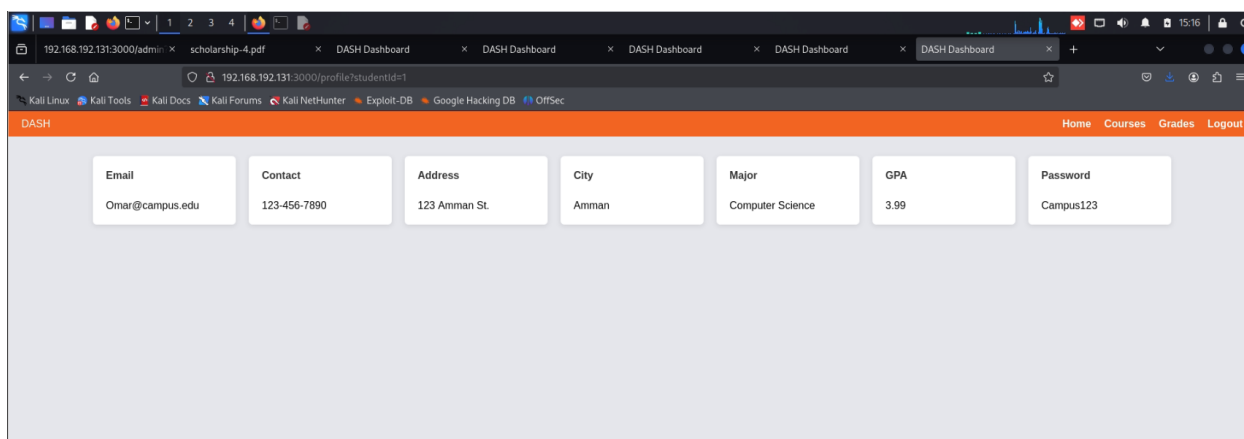 1 2 3 4 15:16
192.168.192.131:3000/admin scholarship-4.pdf DASH Dashboard DASH Dashboard DASH Dashboard DASH Dashboard DASH Dashboard
192.168.192.131:3000/profile?studentId=1
Kali Linux Kali Tools Kali Docs Kali Forums Kali NetHunter Exploit-DB Google Hacking DB OffSec
DASH Home Courses Grades Logout
Email Contact Address City Major GPA Password
Omar@campus.edu 123-456-7890 123 Amman St. Amman Computer Science 3.99 Campus123